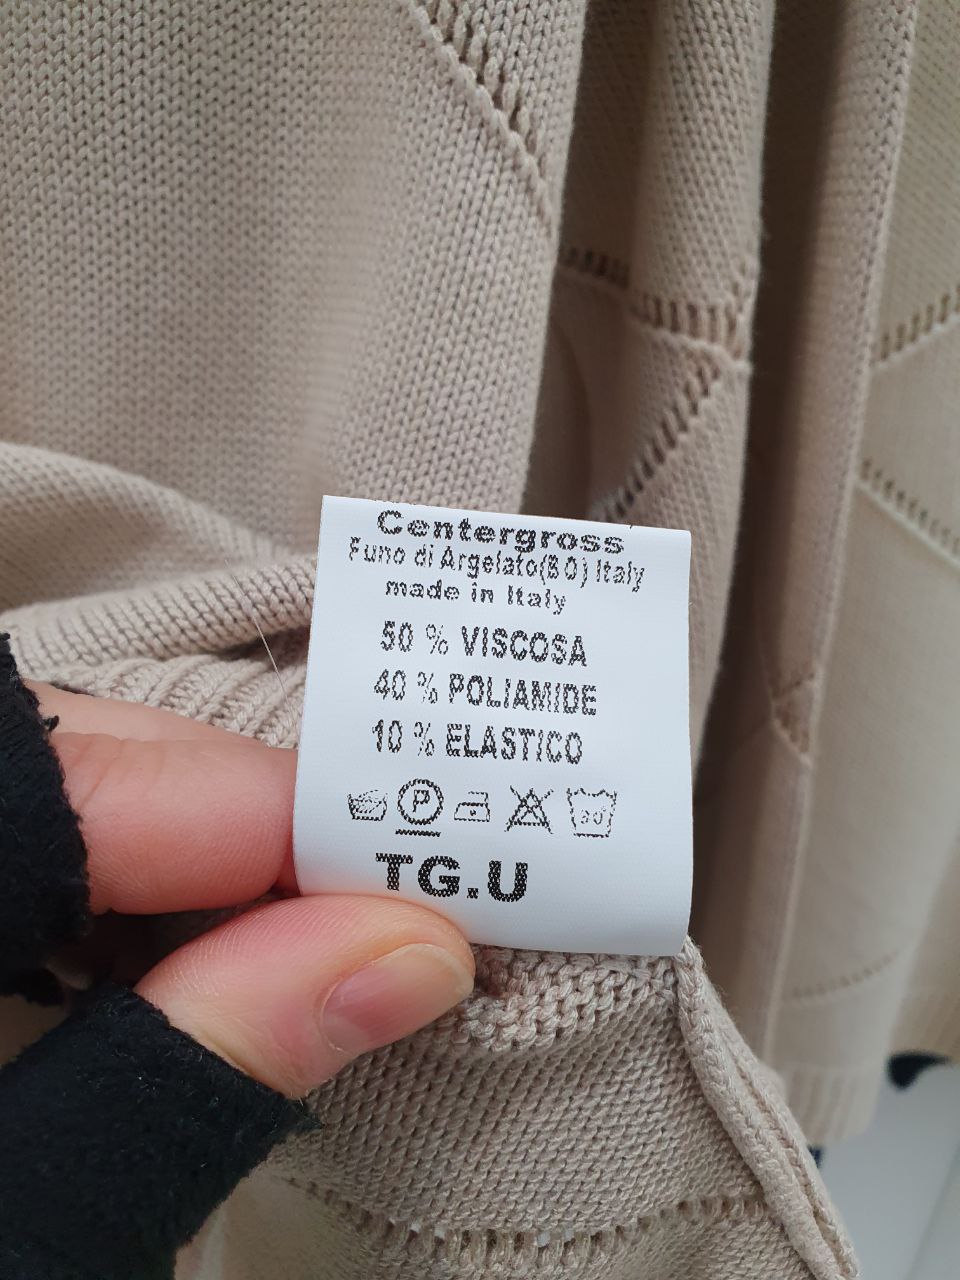 Centergross
Funo di Argelato(BO) Italy
made in Italy
50 % VISCOSA
40 % POLIAMIDE
10 % ELASTICO
P
30°
TG.U